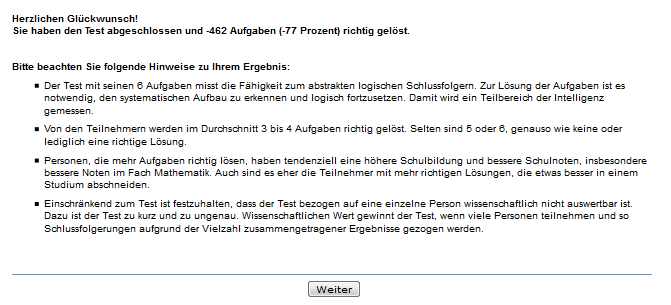 Herzlichen Glückwunsch!
Sie haben den Test abgeschlossen und -462 Aufgaben (-77 Prozent) richtig gelöst.
Bitte beachten Sie folgende Hinweise zu Ihrem Ergebnis:
Der Test mit seinen 6 Aufgaben misst die Fähigkeit zum abstrakten logischen Schlussfolgern. Zur Lösung der Aufgaben ist es
notwendig, den systematischen Aufbau zu erkennen und logisch fortzusetzen. Damit wird ein Teilbereich der Intelligenz
gemessen.
Von den Teilnehmern werden im Durchschnitt 3 bis 4 Aufgaben richtig gelöst. Selten sind 5 oder 6, genauso wie keine oder
lediglich eine richtige Lösung.
Personen, die mehr Aufgaben richtig lösen, haben tendenziell eine höhere Schulbildung und bessere Schulnoten, insbesondere
bessere Noten im Fach Mathematik. Auch sind es eher die Teilnehmer mit mehr richtigen Lösungen, die etwas besser in einem
Studium abschneiden.
Einschränkend zum Test ist festzuhalten, dass der Test bezogen auf eine einzelne Person wissenschaftlich nicht auswertbar ist.
Dazu ist der Test zu kurz und zu ungenau. Wissenschaftlichen Wert gewinnt der Test, wenn viele Personen teilnehmen und so
Schlussfolgerungen aufgrund der Vielzahl zusammengetragener Ergebnisse gezogen werden.
Weiter